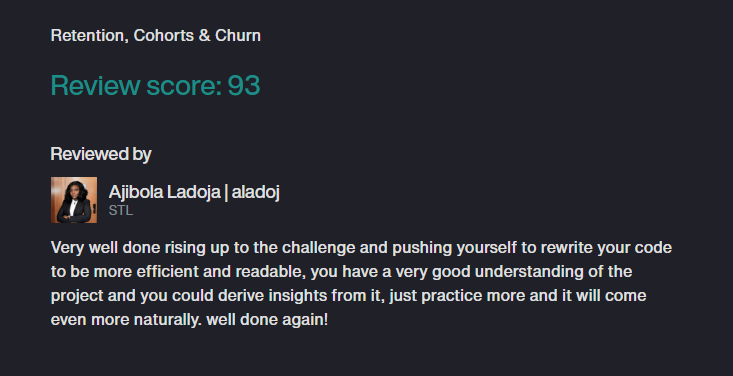 Retention, Cohorts & Churn
Review score: 93
Reviewed by
Ajibola Ladoja | aladoj
STL
Very well done rising up to the challenge and pushing yourself to rewrite your code
to be more efficient and readable, you have a very good understanding of the
project and you could derive insights from it, just practice more and it will come
even more naturally. well done again!